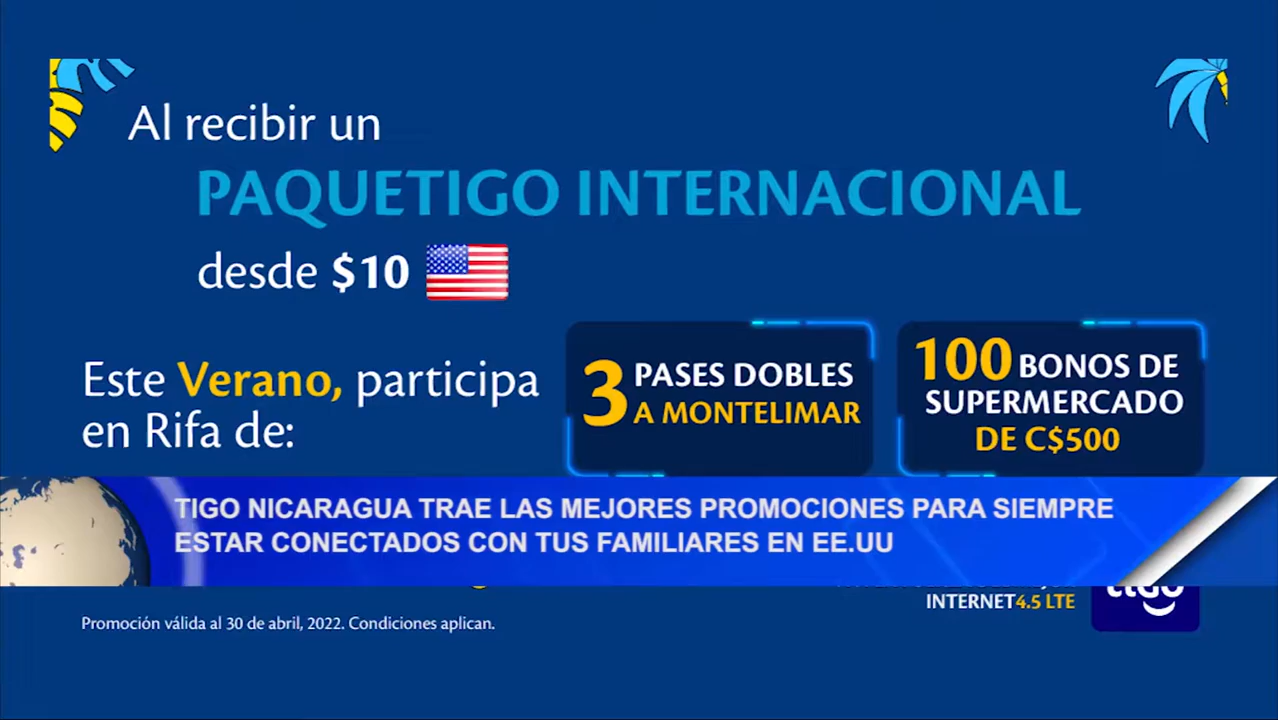 Al recibir un
PAQUETIGO INTERNACIONAL
desde $10
Este Verano, participa
en Rifa de:
3 PASES DOBLES
A MONTELIMAR
100 BONOS DE
SUPERMERCADO
DE C$500
TIGO NICARAGUA TRAE LAS MEJORES PROMOCIONES PARA SIEMPRE
ESTAR CONECTADOS CON TUS FAMILIARES EN EE.UU
INTERNET 4.5 LTE
tigo
Promoción válida al 30 de abril, 2022. Condiciones aplican.